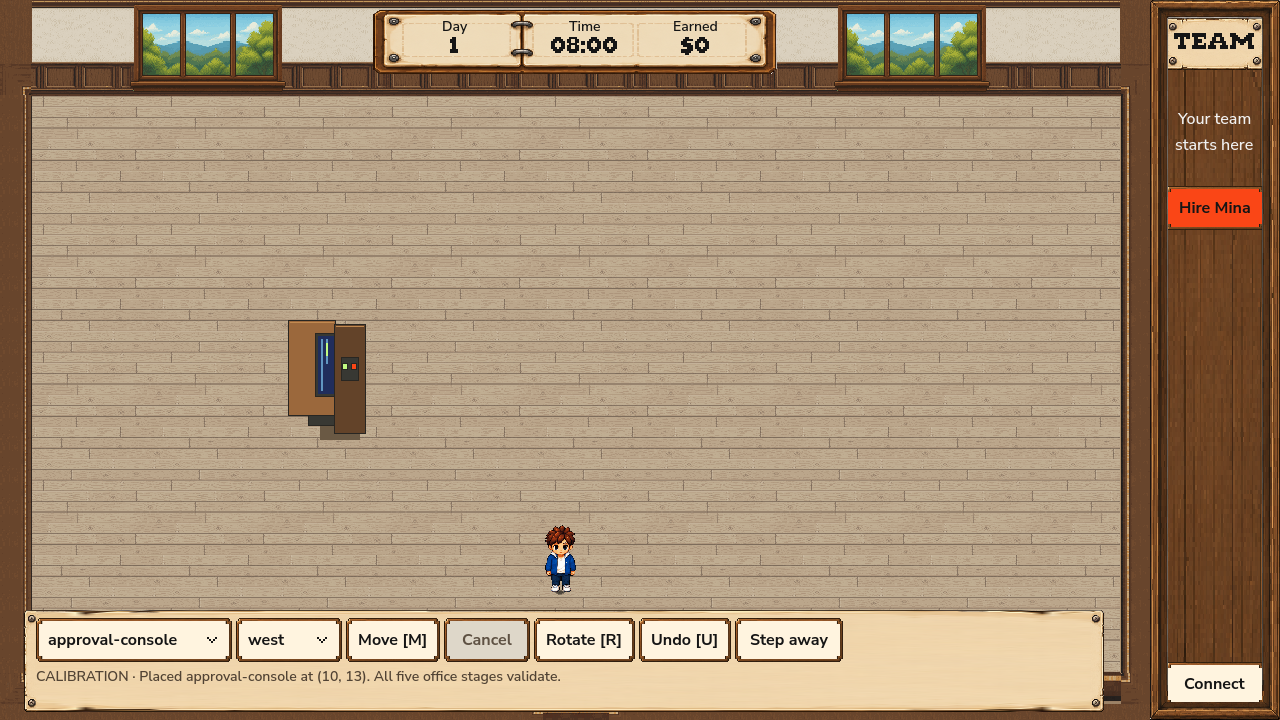 Day
1
Time
08:00
Earned
$0
TEAM
Your team
starts here
Hire Mina
approval-console
west
Move [M]
Cancel
Rotate [R]
Undo [U]
Step away
CALIBRATION · Placed approval-console at (10, 13). All five office stages validate.
Connect